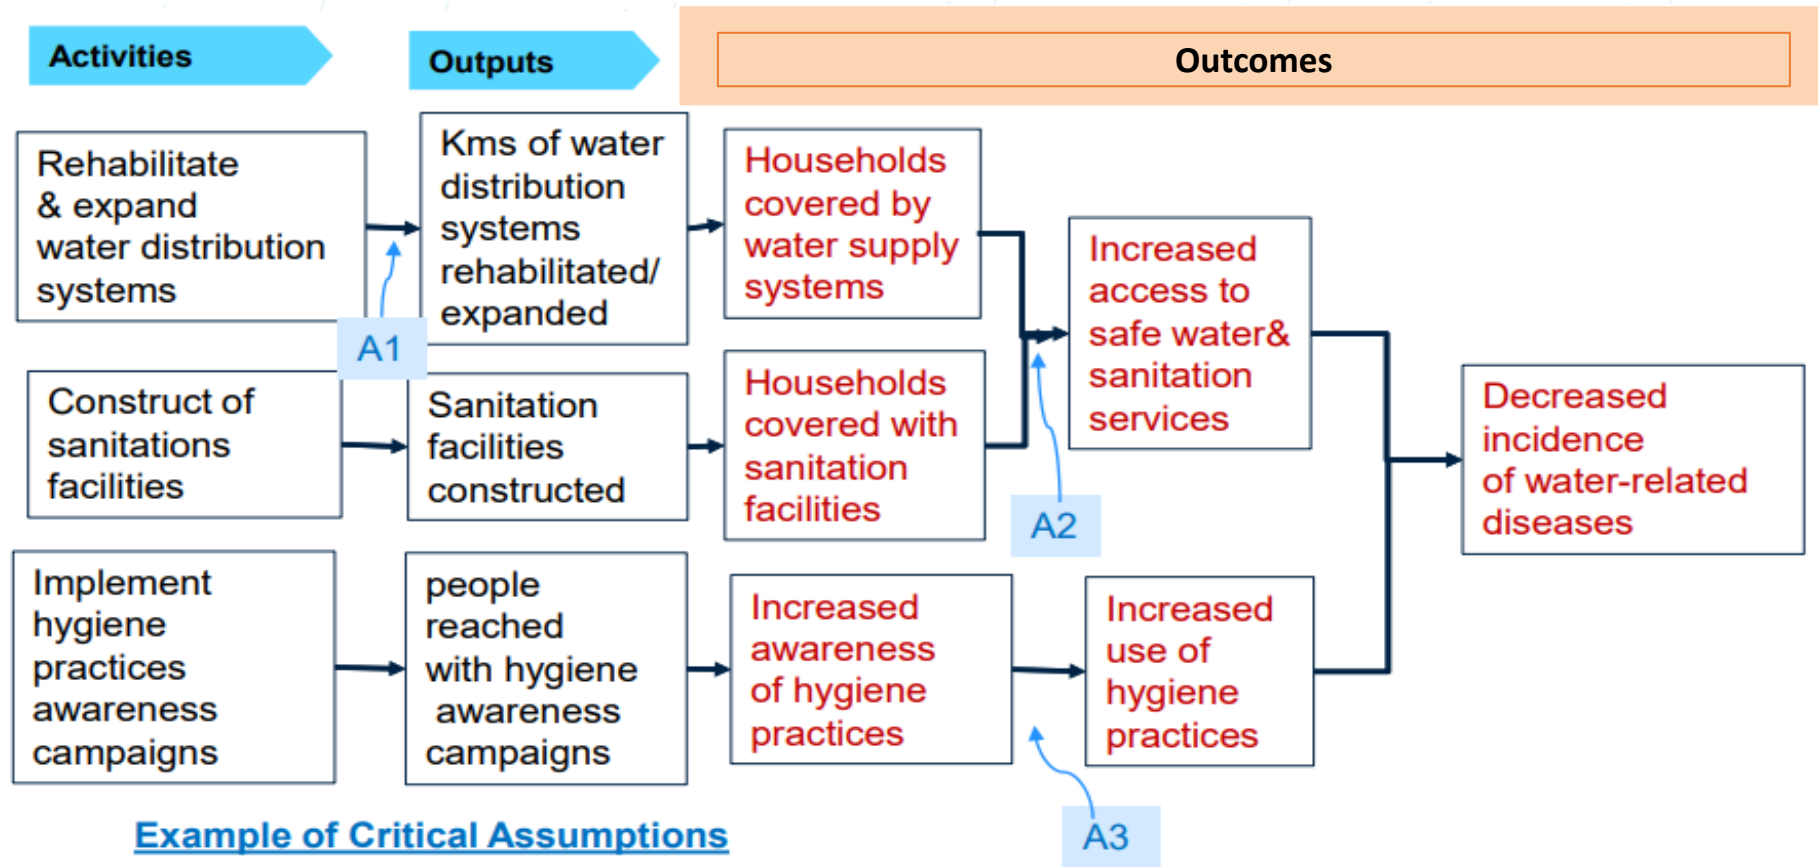 Activities
Outputs
Outcomes
Rehabilitate
& expand
water distribution
systems
Kms of water
distribution
systems
rehabilitated/
expanded
Households
covered by
water supply
systems
Increased
access to
safe water&
sanitation
services
A1
Construct of
sanitations
facilities
Sanitation
facilities
constructed
Households
covered with
sanitation
facilities
A2
Decreased
incidence
of water-related
diseases
Implement
hygiene
practices
awareness
campaigns
people
reached
with hygiene
awareness
campaigns
Increased
awareness
of hygiene
practices
Increased
use of
hygiene
practices
A3
Example of Critical Assumptions